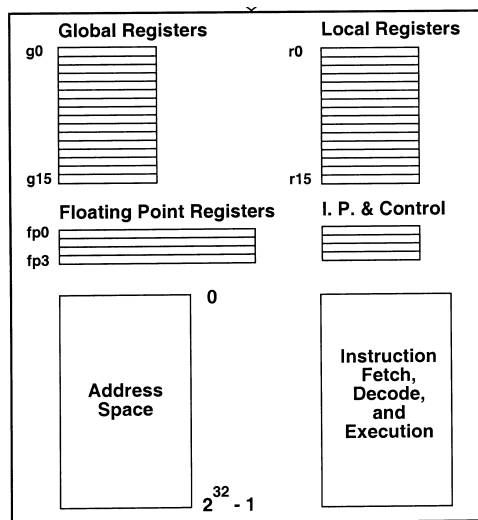 Global Registers
Local Registers
g0
r0
g15
r15
Floating Point Registers
I. P. & Control
fp0
fp3
0
Address
Space
Instruction
Fetch,
Decode,
and
Execution
2^32 - 1